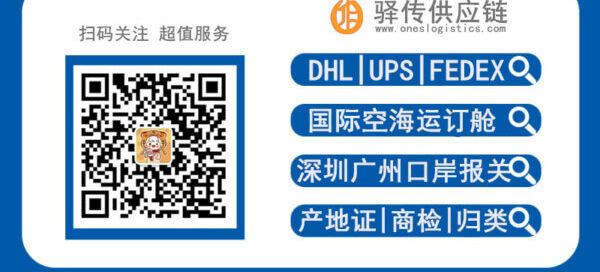 扫码关注 超值服务
驿传供应链
www.oneslogistics.com
DHL|UPS|FEDEX
国际空海运订舱
深圳广州口岸报关
产地证|商检|归类